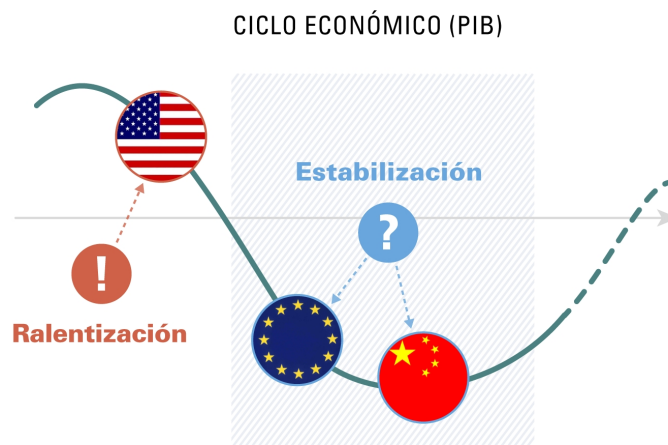 CICLO ECONÓMICO (PIB)
Estabilización
?
!
Ralentización